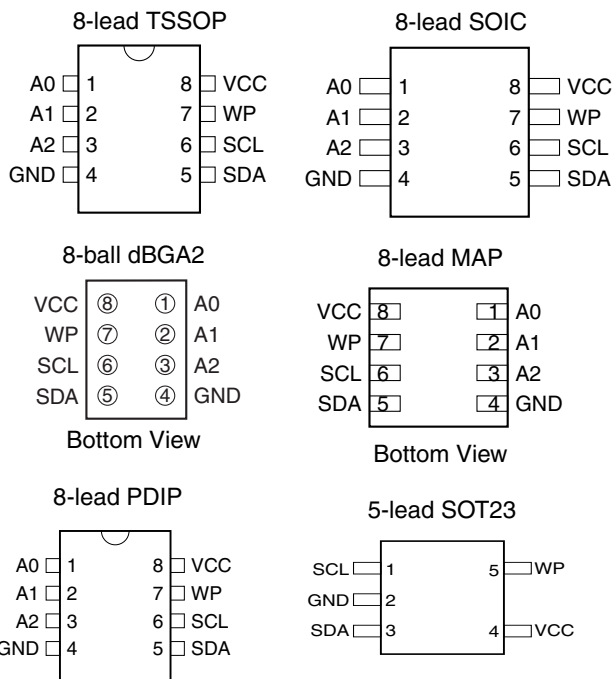 8-lead TSSOP
A0 1 8 VCC
A1 2 7 WP
A2 3 6 SCL
GND 4 5 SDA
8-lead SOIC
A0 1 8 VCC
A1 2 7 WP
A2 3 6 SCL
GND 4 5 SDA
8-ball dBGA2
VCC 8 1 A0
WP 7 2 A1
SCL 6 3 A2
SDA 5 4 GND
Bottom View
8-lead MAP
VCC 8 1 A0
WP 7 2 A1
SCL 6 3 A2
SDA 5 4 GND
Bottom View
8-lead PDIP
A0 1 8 VCC
A1 2 7 WP
A2 3 6 SCL
GND 4 5 SDA
5-lead SOT23
SCL 1 5 WP
GND 2
SDA 3 4 VCC